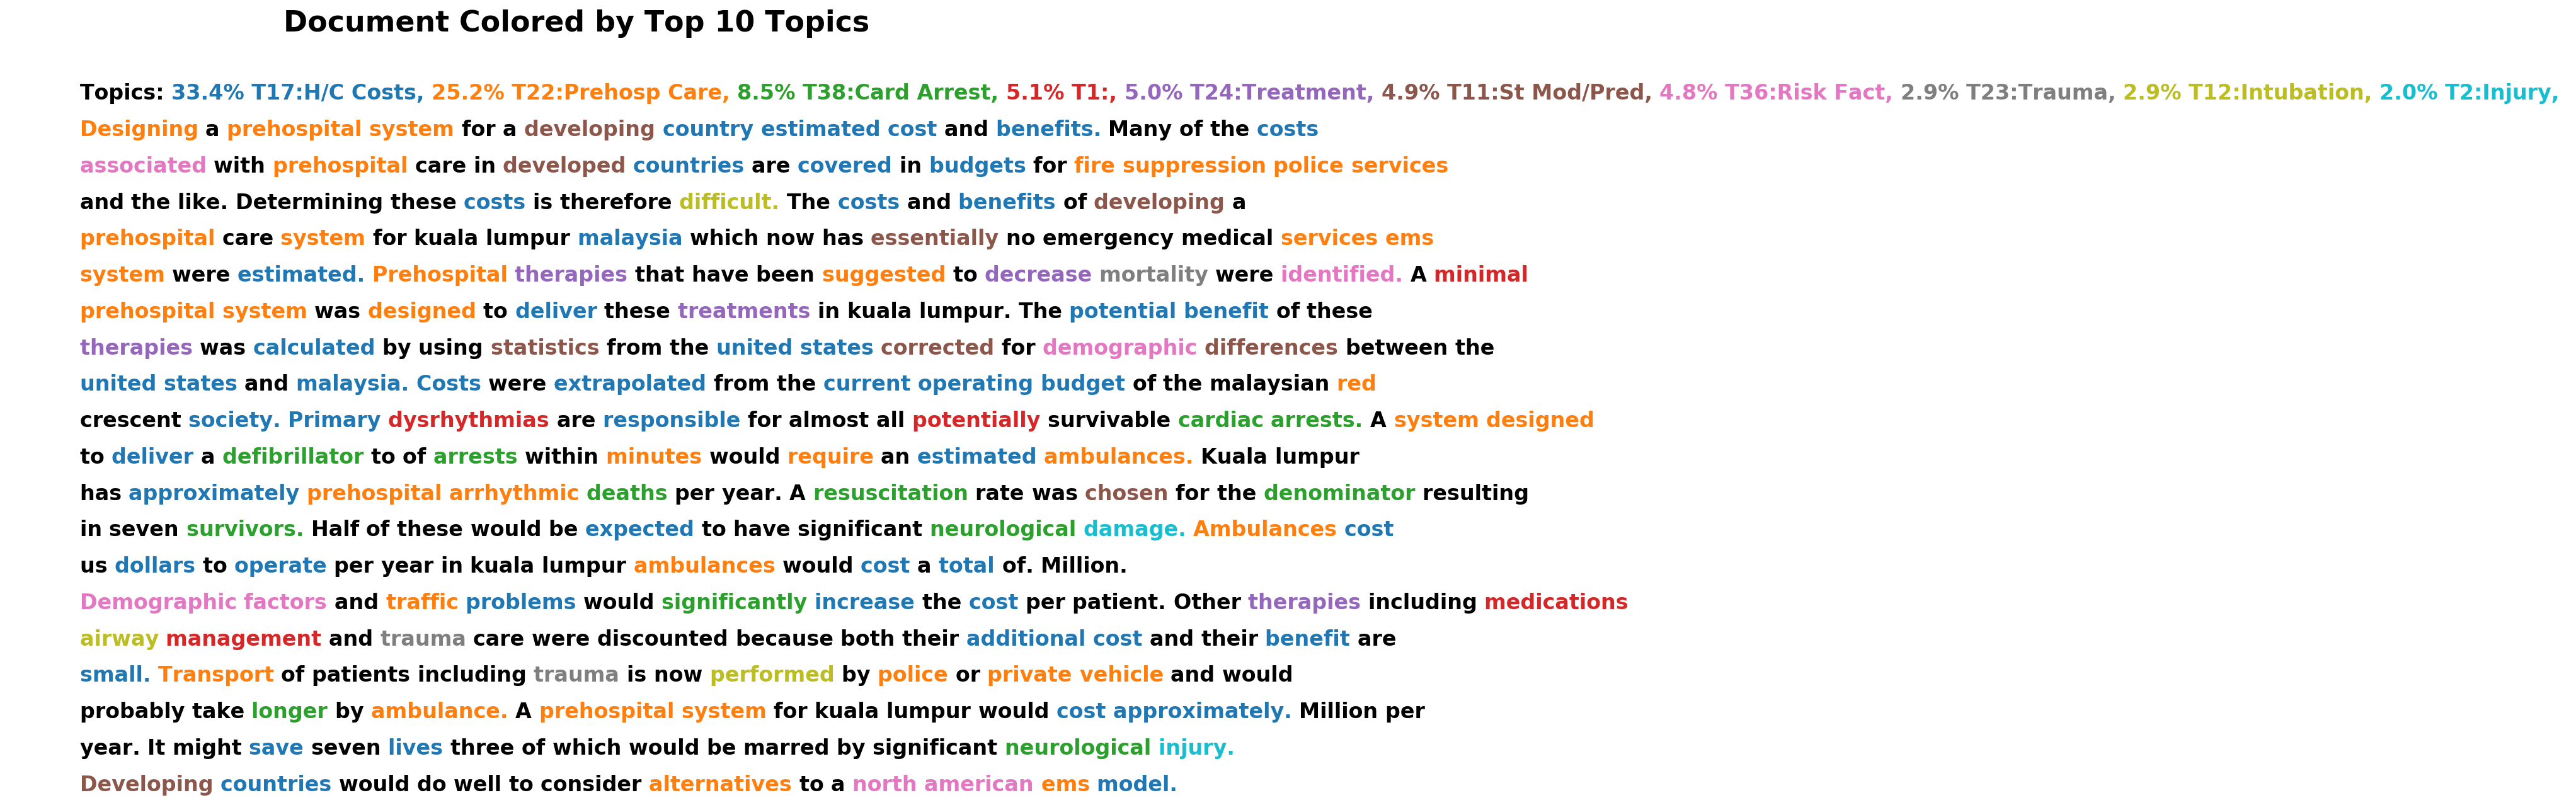 Document Colored by Top 10 Topics
Topics: 33.4% T17:H/C Costs, 25.2% T22:Prehosp Care, 8.5% T38:Card Arrest, 5.1% T1:, 5.0% T24:Treatment, 4.9% T11:St Mod/Pred, 4.8% T36:Risk Fact, 2.9% T23:Trauma, 2.9% T12:Intubation, 2.0% T2:Injury,
Designing a prehospital system for a developing country estimated cost and benefits. Many of the costs
associated with prehospital care in developed countries are covered in budgets for fire suppression police services
and the like. Determining these costs is therefore difficult. The costs and benefits of developing a
prehospital care system for kuala lumpur malaysia which now has essentially no emergency medical services ems
system were estimated. Prehospital therapies that have been suggested to decrease mortality were identified. A minimal
prehospital system was designed to deliver these treatments in kuala lumpur. The potential benefit of these
therapies was calculated by using statistics from the united states corrected for demographic differences between the
united states and malaysia. Costs were extrapolated from the current operating budget of the malaysian red
crescent society. Primary dysrhythmias are responsible for almost all potentially survivable cardiac arrests. A system designed
to deliver a defibrillator to of arrests within minutes would require an estimated ambulances. Kuala lumpur
has approximately prehospital arrhythmic deaths per year. A resuscitation rate was chosen for the denominator resulting
in seven survivors. Half of these would be expected to have significant neurological damage. Ambulances cost
us dollars to operate per year in kuala lumpur ambulances would cost a total of. Million.
Demographic factors and traffic problems would significantly increase the cost per patient. Other therapies including medications
airway management and trauma care were discounted because both their additional cost and their benefit are
small. Transport of patients including trauma is now performed by police or private vehicle and would
probably take longer by ambulance. A prehospital system for kuala lumpur would cost approximately. Million per
year. It might save seven lives three of which would be marred by significant neurological injury.
Developing countries would do well to consider alternatives to a north american ems model.